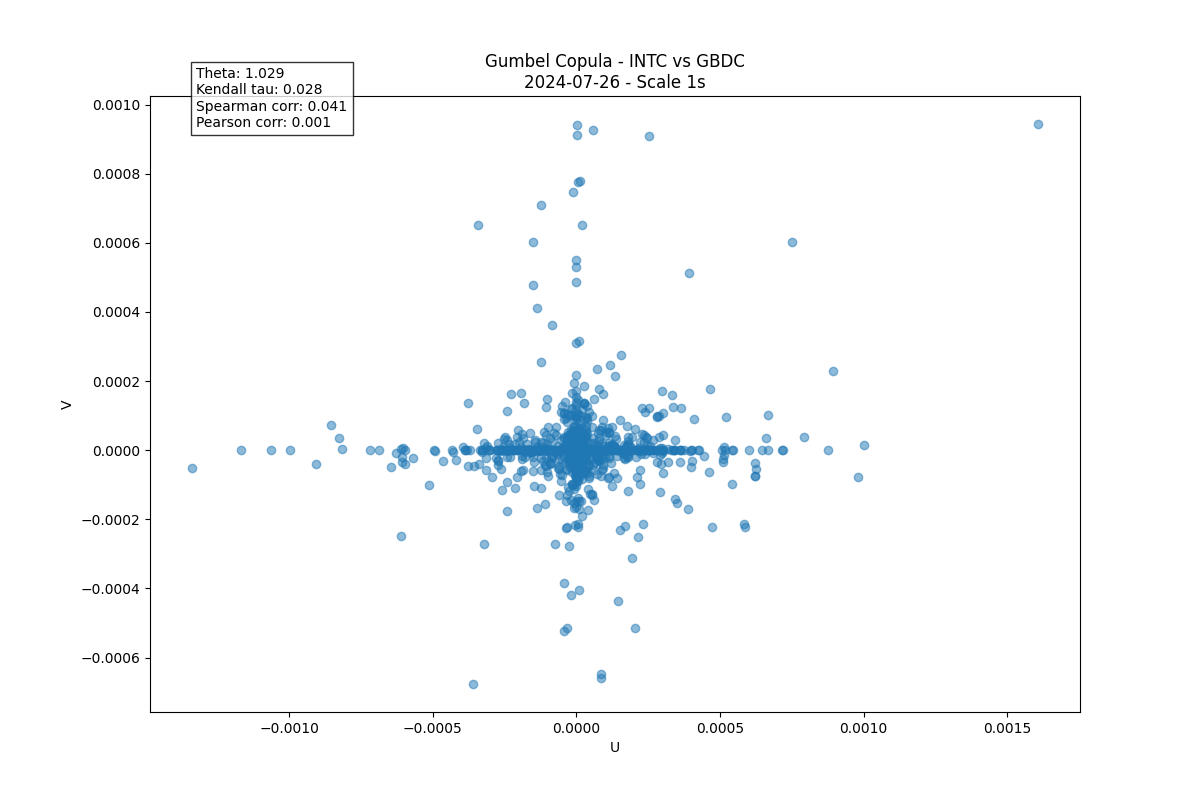 Gumbel Copula - INTC vs GBDC
2024-07-26 - Scale 1s
Theta: 1.029
Kendall tau: 0.028
Spearman corr: 0.041
Pearson corr: 0.001
0.0010
0.0008
0.0006
0.0004
0.0002
0.0000
−0.0002
−0.0004
−0.0006
V
−0.0010
−0.0005
0.0000
0.0005
0.0010
0.0015
U